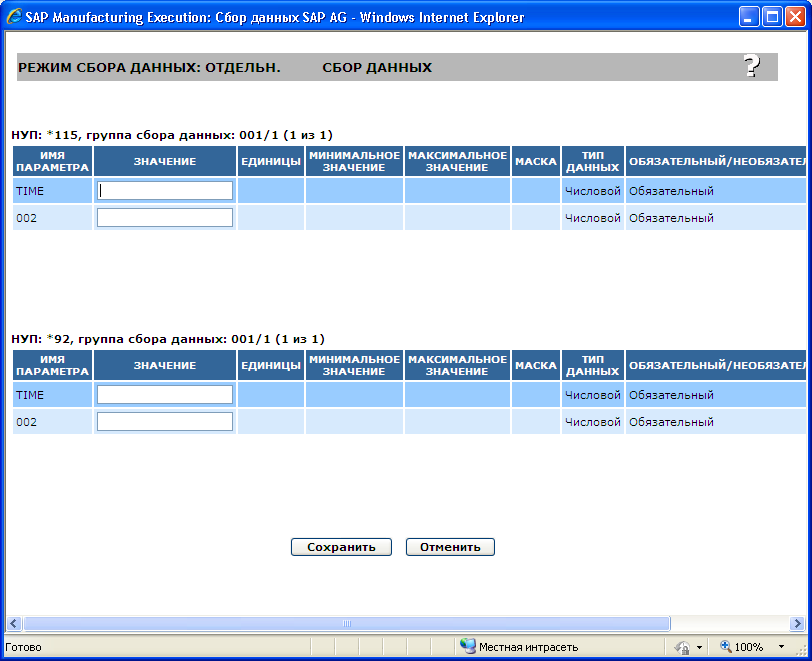 SAP Manufacturing Execution: Сбор данных SAP AG - Windows Internet Explorer
РЕЖИМ СБОРА ДАННЫХ: ОТДЕЛЬН. СБОР ДАННЫХ ?
НУП: *115, группа сбора данных: 001/1 (1 из 1)
ИМЯ ПАРАМЕТРА ЗНАЧЕНИЕ ЕДИНИЦЫ МИНИМАЛЬНОЕ ЗНАЧЕНИЕ МАКСИМАЛЬНОЕ ЗНАЧЕНИЕ МАСКА ТИП ДАННЫХ ОБЯЗАТЕЛЬНЫЙ/НЕОБЯЗАТЕЛ
TIME Числовой Обязательный
002 Числовой Обязательный
НУП: *92, группа сбора данных: 001/1 (1 из 1)
ИМЯ ПАРАМЕТРА ЗНАЧЕНИЕ ЕДИНИЦЫ МИНИМАЛЬНОЕ ЗНАЧЕНИЕ МАКСИМАЛЬНОЕ ЗНАЧЕНИЕ МАСКА ТИП ДАННЫХ ОБЯЗАТЕЛЬНЫЙ/НЕОБЯЗАТЕЛ
TIME Числовой Обязательный
002 Числовой Обязательный
Сохранить Отменить
Готово Местная интрасеть 100%